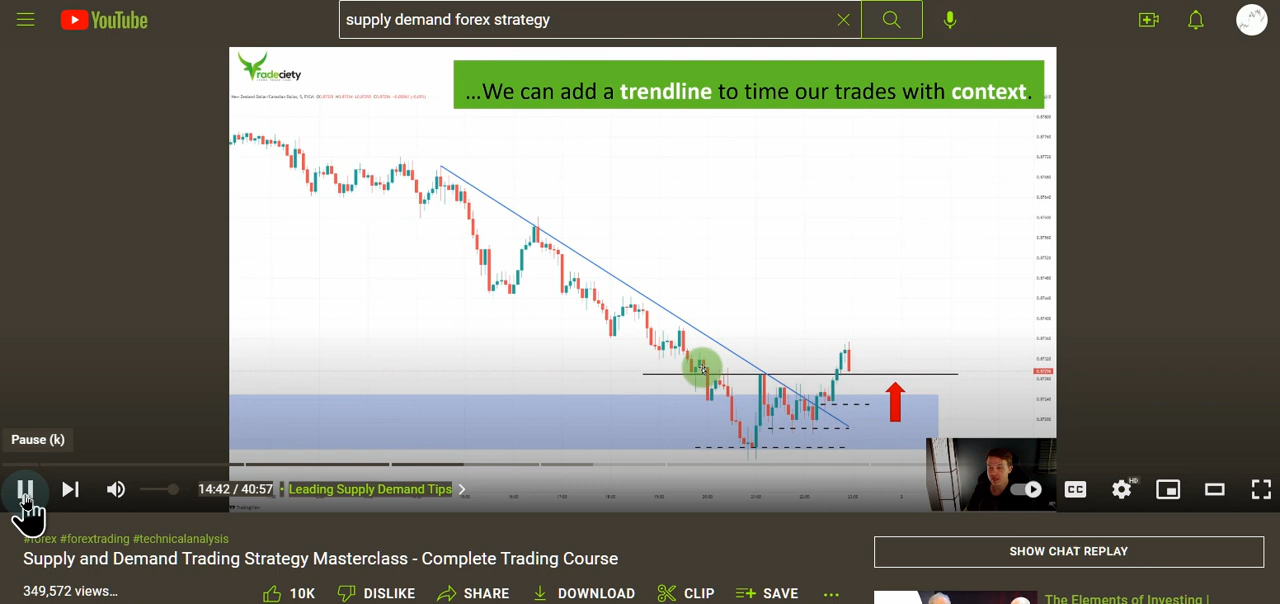 YouTube
supply demand forex strategy
Tradeciety
...We can add a trendline to time our trades with context.
Pause (k)
14:42 / 40:57 • Leading Supply Demand Tips
CC
HD
#forex #forextrading #technicalanalysis
Supply and Demand Trading Strategy Masterclass - Complete Trading Course
SHOW CHAT REPLAY
349,572 views...
10K
DISLIKE
SHARE
DOWNLOAD
CLIP
SAVE
...
The Elements of Investing |